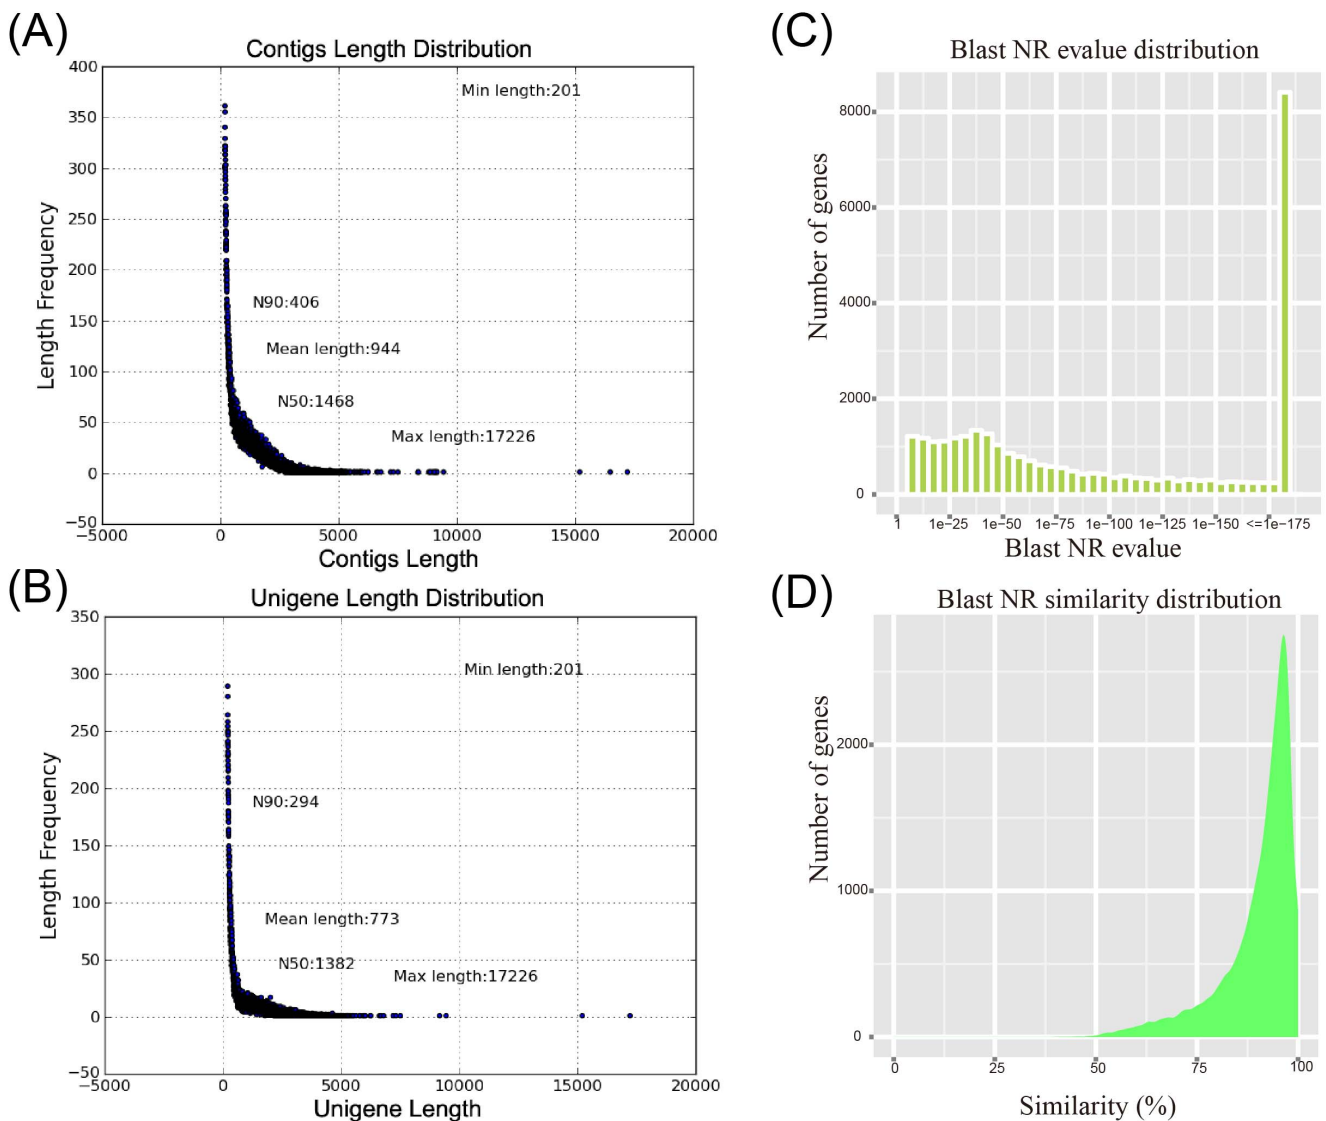 (A)
Contigs Length Distribution
400
350
300
250
200
150
100
50
0
−50
Length Frequency
Min length:201
N90:406
Mean length:944
N50:1468
Max length:17226
−5000 0 5000 10000 15000 20000
Contigs Length
(B)
Unigene Length Distribution
350
300
250
200
150
100
50
0
−50
Length Frequency
Min length:201
N90:294
Mean length:773
N50:1382
Max length:17226
−5000 0 5000 10000 15000 20000
Unigene Length
(C)
Blast NR evalue distribution
8000
6000
4000
2000
0
Number of genes
1 1e-25 1e-50 1e-75 1e-100 1e-125 1e-150 <=1e-175
Blast NR evalue
(D)
Blast NR similarity distribution
2000
1000
0
Number of genes
0 25 50 75 100
Similarity (%)